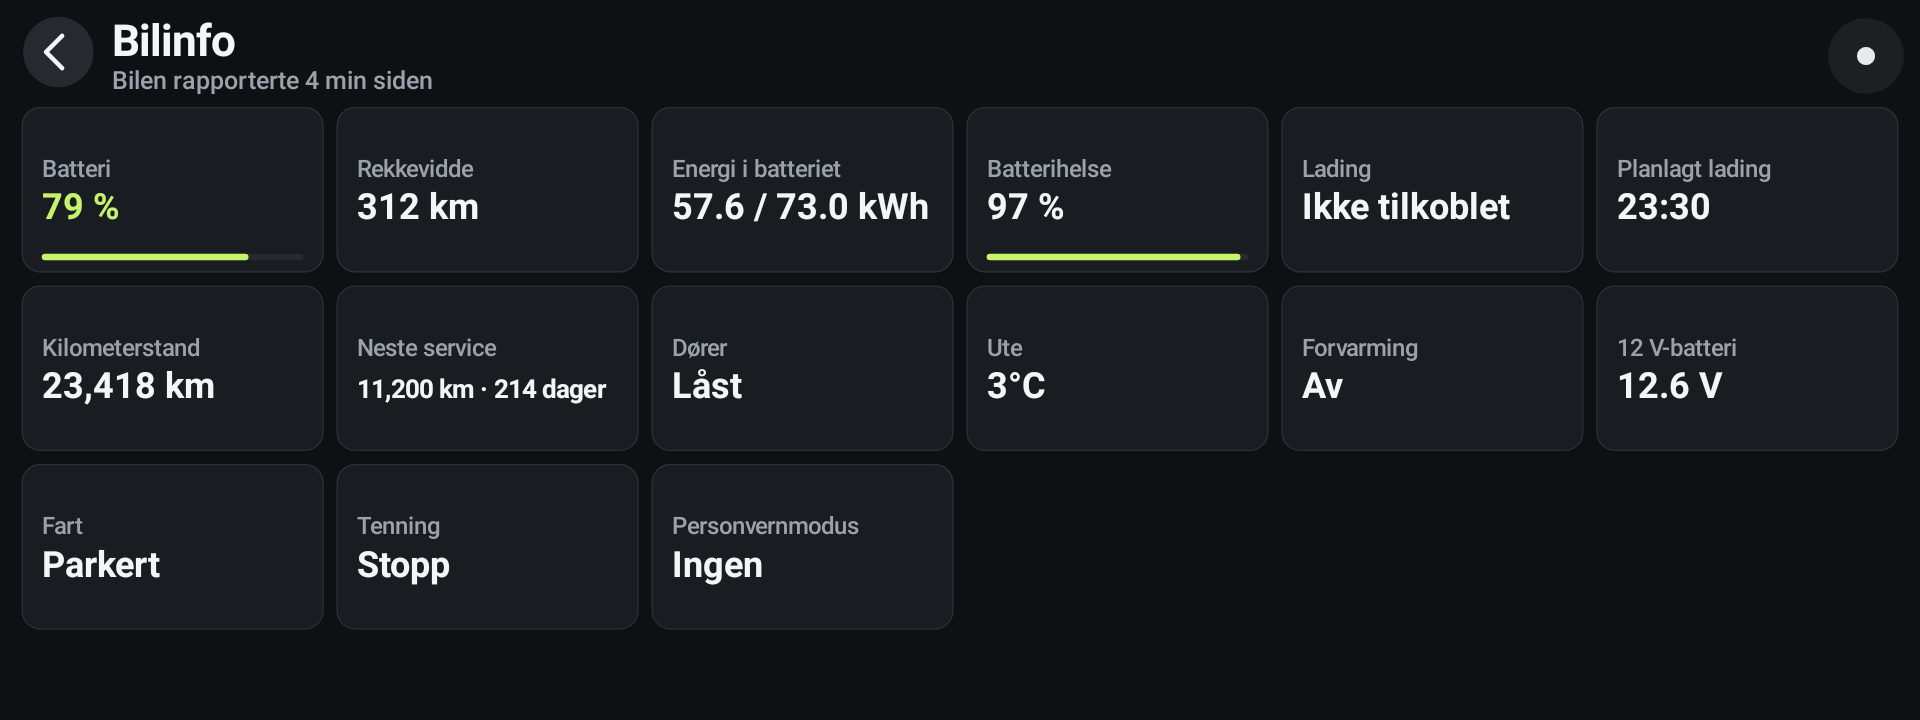 Bilinfo
Bilen rapporterte 4 min siden
Batteri
79 %
Rekkevidde
312 km
Energi i batteriet
57.6 / 73.0 kWh
Batterihelse
97 %
Lading
Ikke tilkoblet
Planlagt lading
23:30
Kilometerstand
23,418 km
Neste service
11,200 km · 214 dager
Dører
Låst
Ute
3°C
Forvarming
Av
12 V-batteri
12.6 V
Fart
Parkert
Tenning
Stopp
Personvernmodus
Ingen